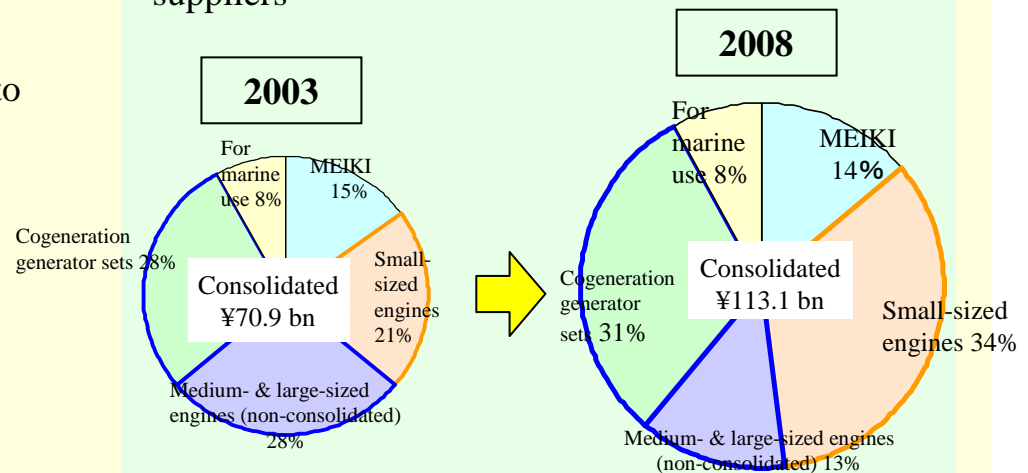 suppliers
to
2003
2008
For
marine
use 8%
MEIKI
15%
Cogeneration
generator sets 28%
Small-
sized
engines
21%
Consolidated
¥70.9 bn
Medium- & large-sized
engines (non-consolidated)
28%
For
marine
use 8%
MEIKI
14%
Cogeneration
generator
sets 31%
Consolidated
¥113.1 bn
Small-sized
engines 34%
Medium- & large-sized engines
(non-consolidated) 13%